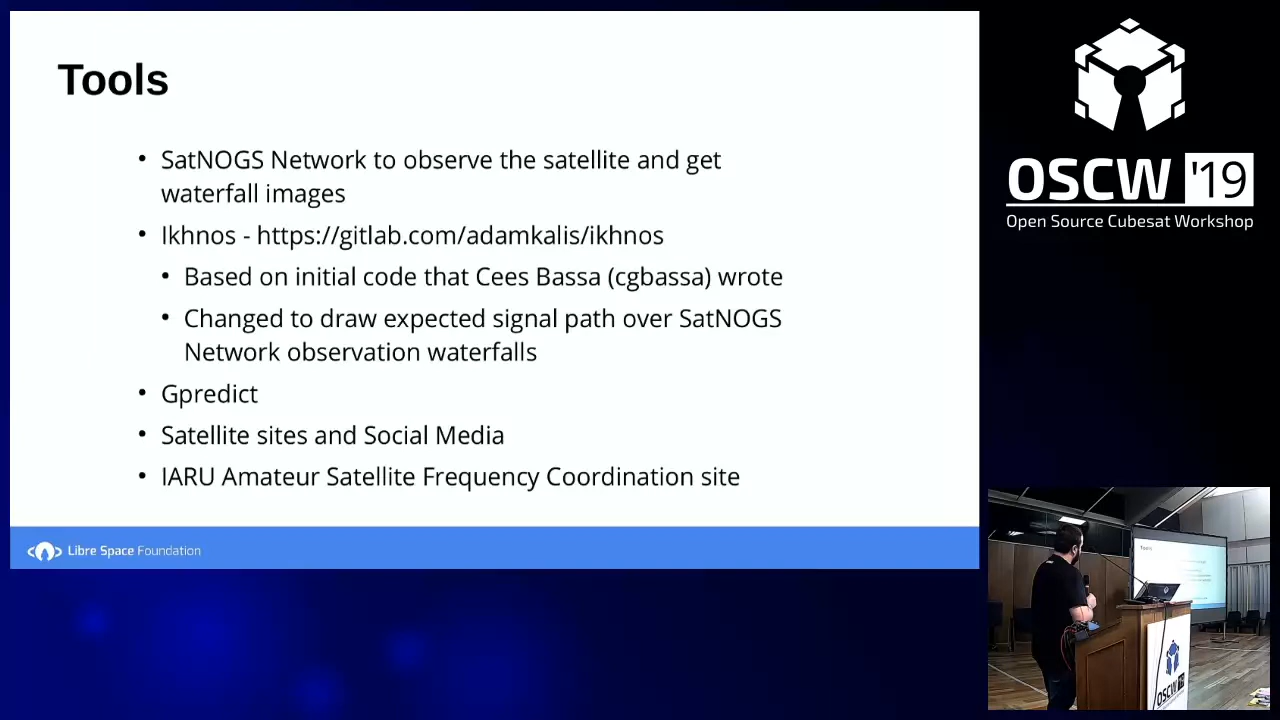 Tools
• SatNOGS Network to observe the satellite and get
waterfall images
• Ikhnos - https://gitlab.com/adamkalis/ikhnos
• Based on initial code that Cees Bassa (cgbassa) wrote
• Changed to draw expected signal path over SatNOGS
Network observation waterfalls
• Gpredict
• Satellite sites and Social Media
• IARU Amateur Satellite Frequency Coordination site
Libre Space Foundation
OSCW '19
Open Source Cubesat Workshop
Tools
OSCW